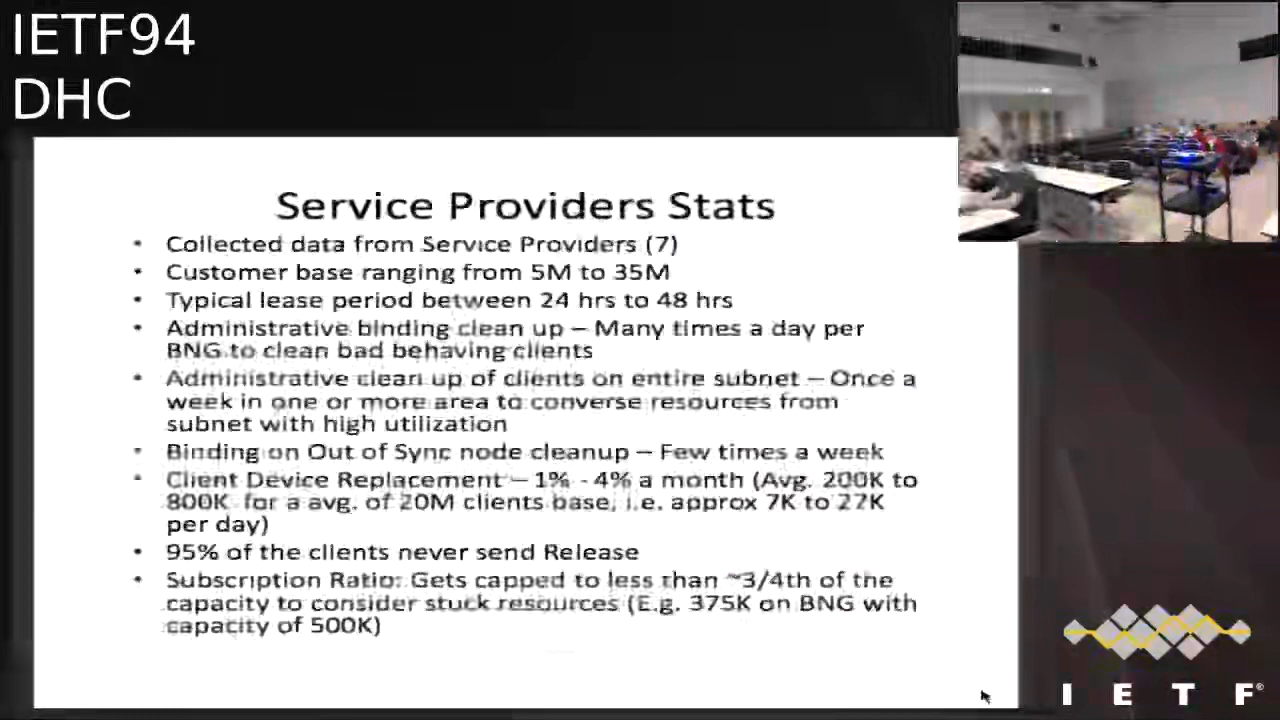 IETF94
DHC
Service Providers Stats
• Collected data from Service Providers (7)
• Customer base ranging from 5M to 35M
• Typical lease period between 24 hrs to 48 hrs
• Administrative binding clean up – Many times a day per
BNG to clean bad behaving clients
• Administrative clean up of clients on entire subnet – Once a
week in one or more area to converse resources from
subnet with high utilization
• Binding on Out of Sync node cleanup – Few times a week
• Client Device Replacement – 1% - 4% a month (Avg. 200K to
800K for a avg. of 20M clients base, i.e. approx 7K to 27K
per day)
• 95% of the clients never send Release
• Subscription Ratio: Gets capped to less than ~3/4th of the
capacity to consider stuck resources (E.g. 375K on BNG with
capacity of 500K)
I E T F®